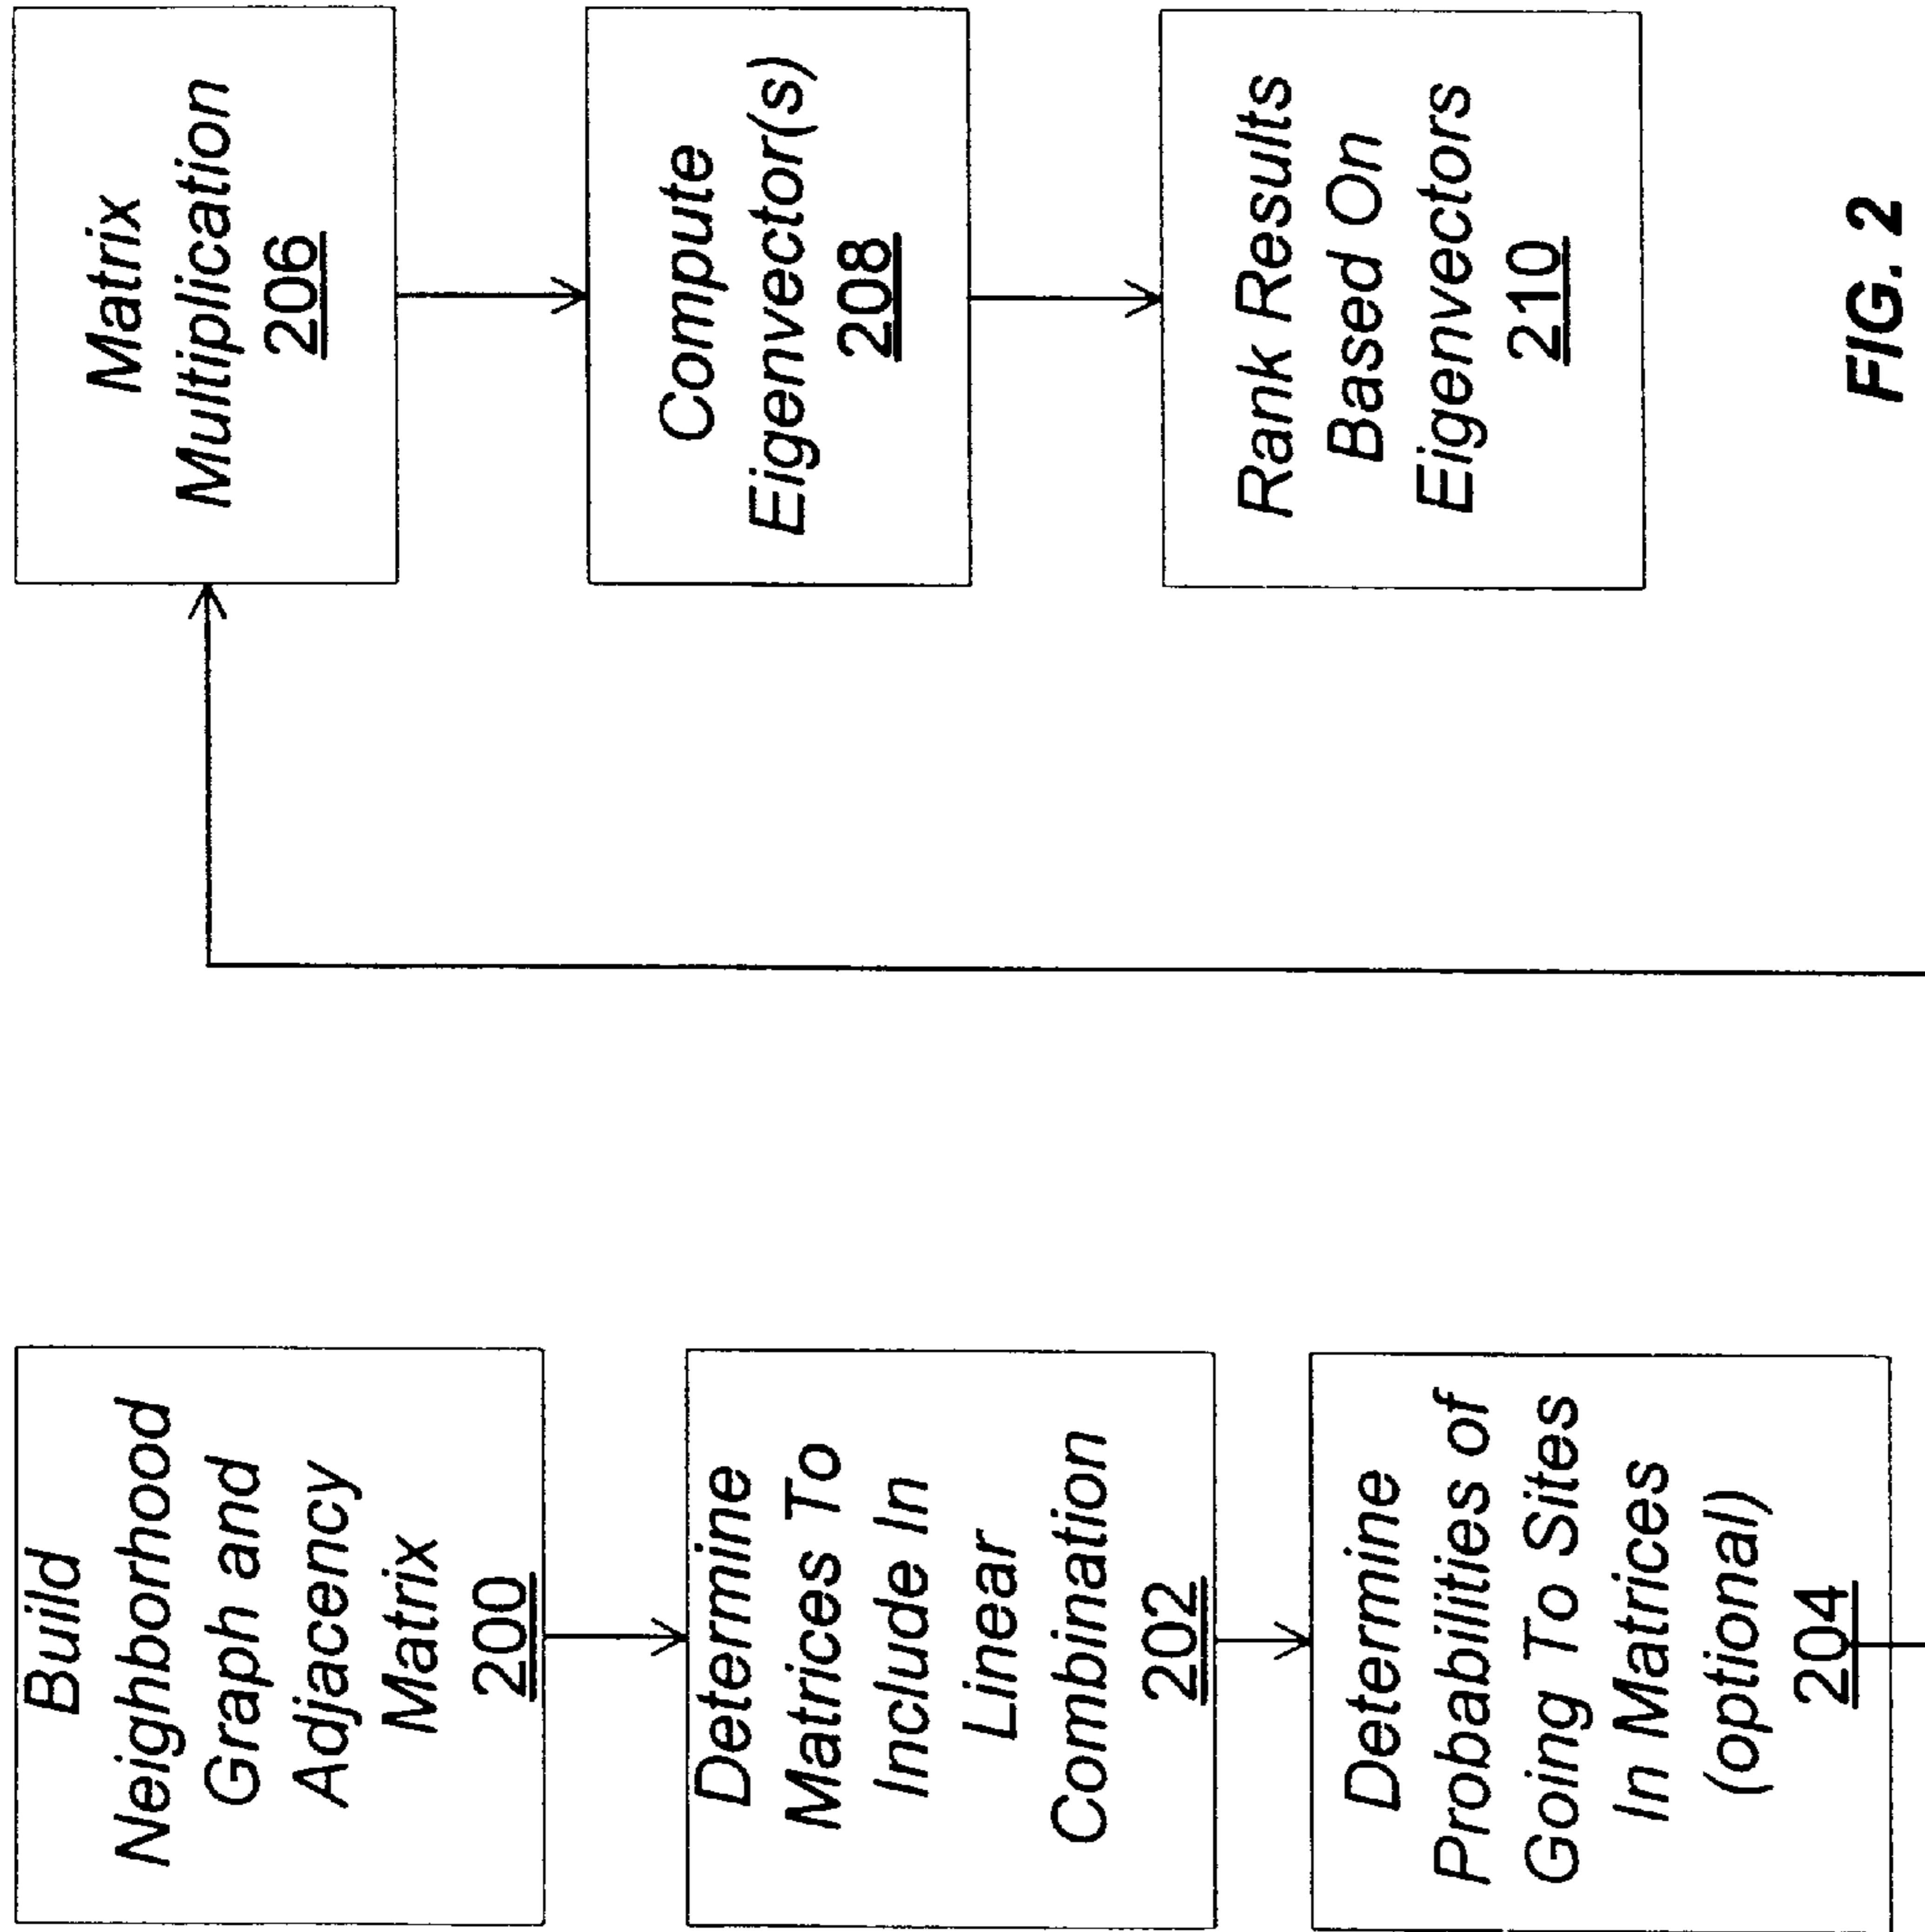 Build
Neighborhood
Graph and
Adjacency
Matrix
200
Determine
Matrices To
Include In
Linear
Combination
202
Determine
Probabilities of
Going To Sites
In Matrices
(optional)
204
Matrix
Multiplication
206
Compute
Eigenvector(s)
208
Rank Results
Based On
Eigenvectors
210
FIG. 2